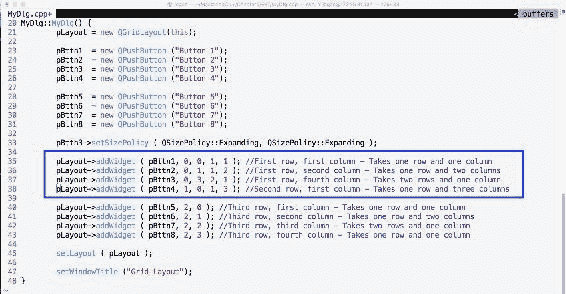 MyDlg.cpp+ buffers
20 MyDlg::MyDlg() {
21 pLayout = new QGridLayout(this);
22
23 pBttn1 = new QPushButton ("Button 1");
24 pBttn2 = new QPushButton ("Button 2");
25 pBttn3 = new QPushButton ("Button 3");
26 pBttn4 = new QPushButton ("Button 4");
27
28 pBttn5 = new QPushButton ("Button 5");
29 pBttn6 = new QPushButton ("Button 6");
30 pBttn7 = new QPushButton ("Button 7");
31 pBttn8 = new QPushButton ("Button 8");
32
33 pBttn3->setSizePolicy ( QSizePolicy::Expanding, QSizePolicy::Expanding );
34
35 pLayout->addWidget ( pBttn1, 0, 0, 1, 1 ); //First row, first column - Takes one row and one column
36 pLayout->addWidget ( pBttn2, 0, 1, 1, 2 ); //First row, second column - Takes one row and two columns
37 pLayout->addWidget ( pBttn3, 0, 3, 2, 1 ); //First row, fourth column - Takes two rows and one column
38 pLayout->addWidget ( pBttn4, 1, 0, 1, 3 ); //Second row, first column - Takes one row and three columns
39
40 pLayout->addWidget ( pBttn5, 2, 0 ); //Third row, first column - Takes one row and one column
41 pLayout->addWidget ( pBttn6, 2, 1 ); //Third row, second column - Takes one row and two columns
42 pLayout->addWidget ( pBttn7, 2, 2 ); //Third row, third column - Takes two rows and one column
43 pLayout->addWidget ( pBttn8, 2, 3 ); //Third row, fourth column - Takes one row and one column
44
45 setLayout ( pLayout );
46
47 setWindowTitle ("Grid Layout");
48 }